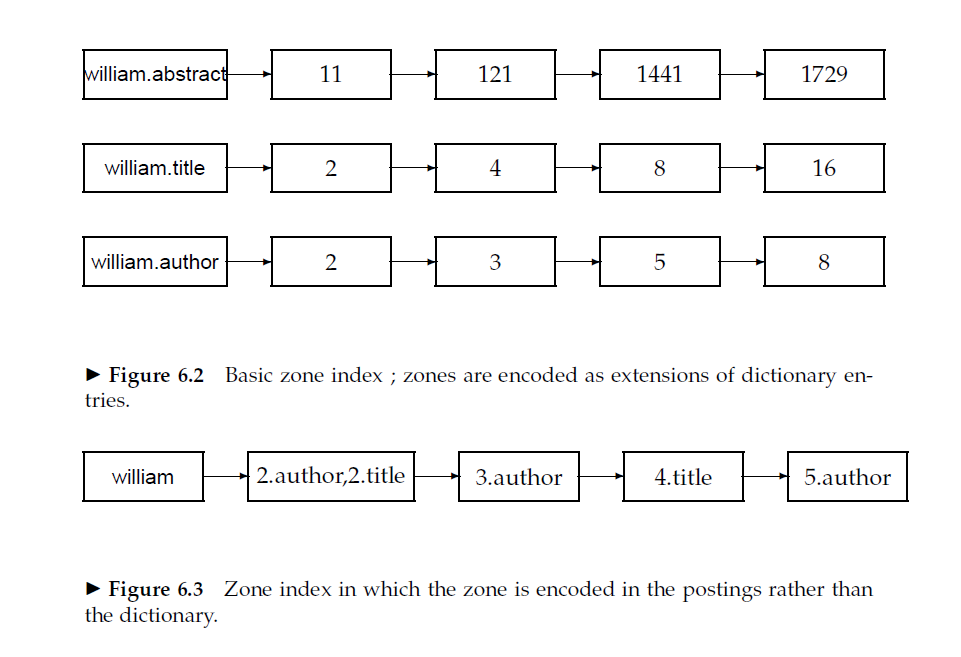 william.abstract 11 121 1441 1729
william.title 2 4 8 16
william.author 2 3 5 8
► Figure 6.2 Basic zone index ; zones are encoded as extensions of dictionary en-
tries.
william 2.author,2.title 3.author 4.title 5.author
► Figure 6.3 Zone index in which the zone is encoded in the postings rather than
the dictionary.